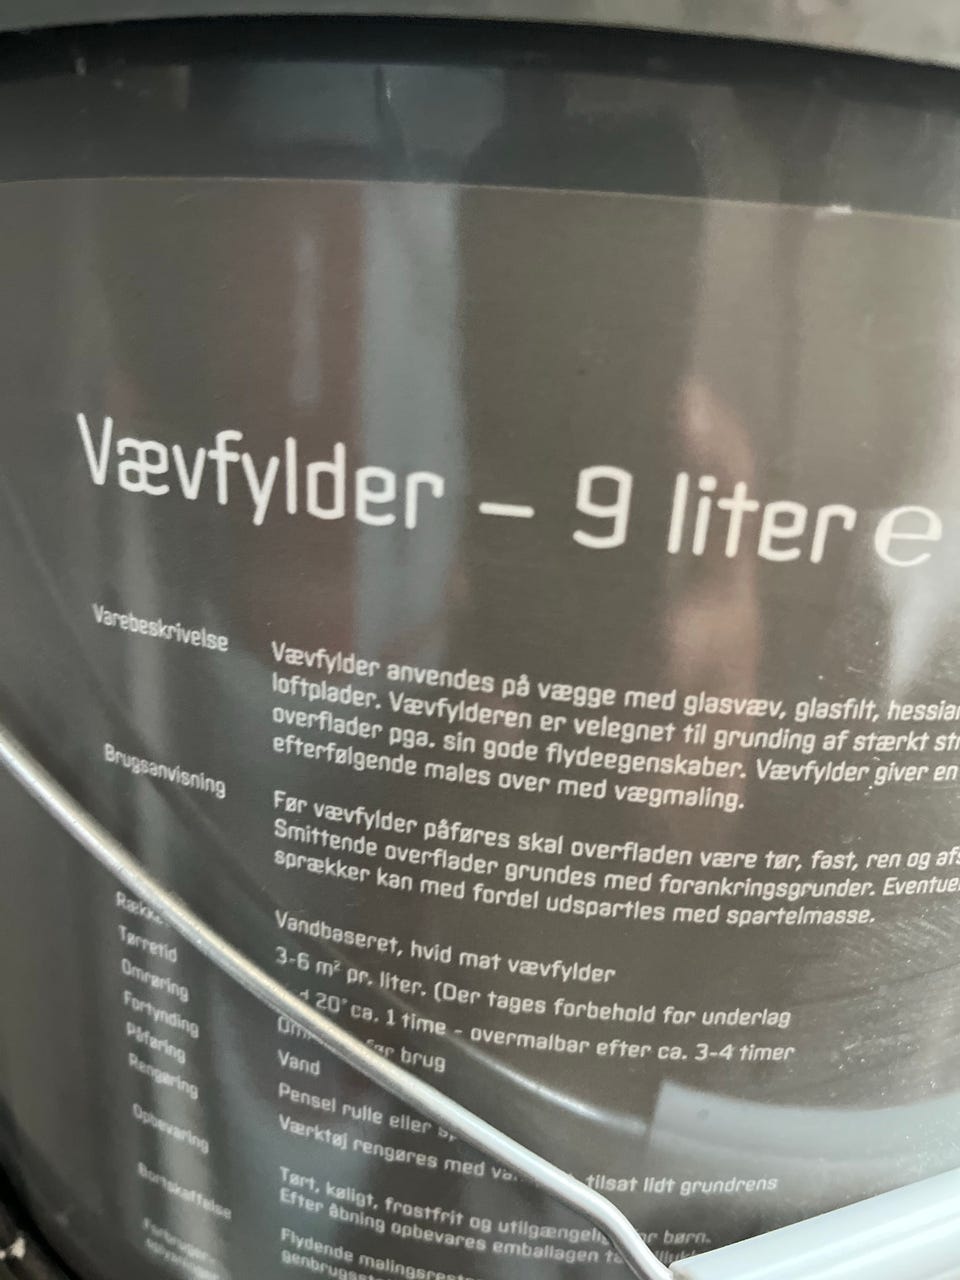 Vævfylder – 9 liter e
Varebeskrivelse
Vævfylder anvendes på vægge med glasvæv, glasfilt, hessian
loftplader. Vævfylderen er velegnet til grunding af stærkt
overflader pga. sin gode flydeegenskaber. Vævfylder giver en
efterfølgende males over med vægmaling.
Brugsanvisning
Før vævfylder påføres skal overfladen være tør, fast, ren og
Smittende overflader grundes med forankringsgrunder.
sprækker kan med fordel udspartles med spartelmasse.
Vandbaseret, hvid mat vævfylder
3-6 m² pr. liter. (Der tages forbehold for underlag
Tørretid
20° ca. 1 time - overmalbar efter ca. 3-4 timer
Omrøring
før brug
Fortynding
Vand
Påføring
Pensel rulle eller
Rengøring
Værktøj rengøres med tilsat lidt grundrens
Opbevaring
Tørt, køligt, frostfrit og utilgængelig for børn.
Efter åbning opbevares emballagen
Bortskaffelse
Flydende